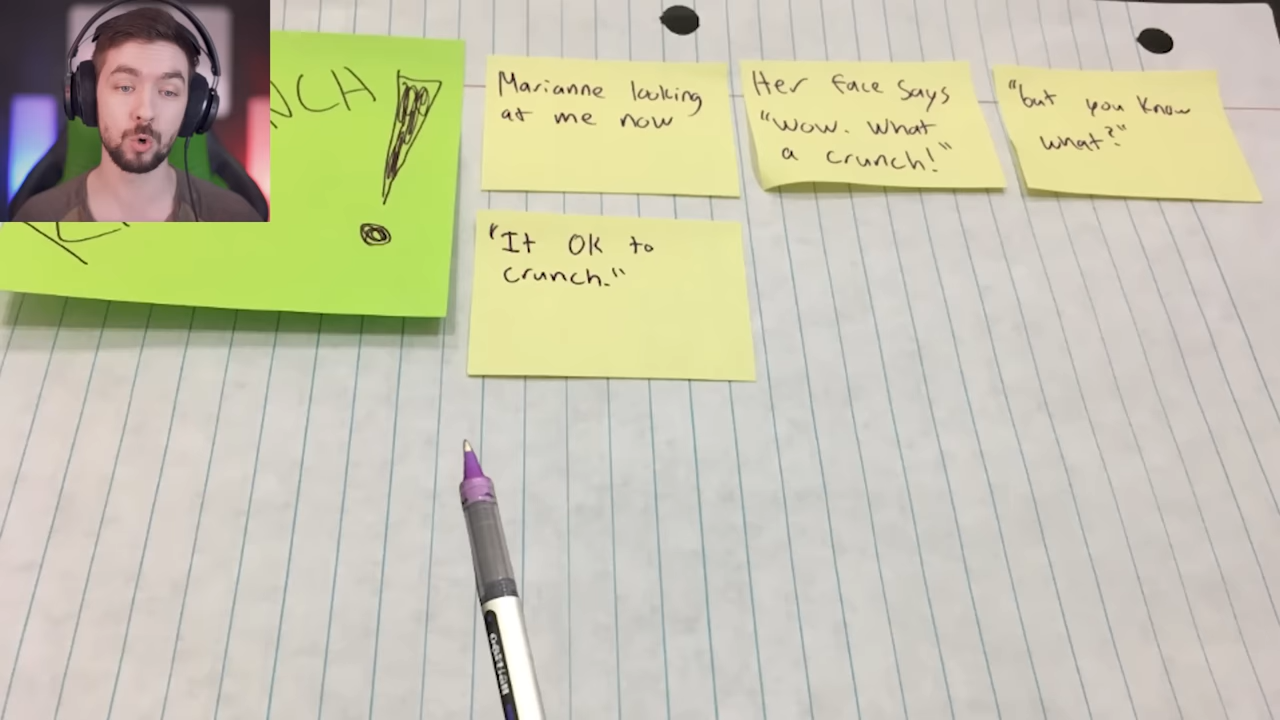 NCH!
Marianne looking
at me now
Her face says
"Wow. What
a crunch!"
"but you know
what?"
"It OK to
crunch."